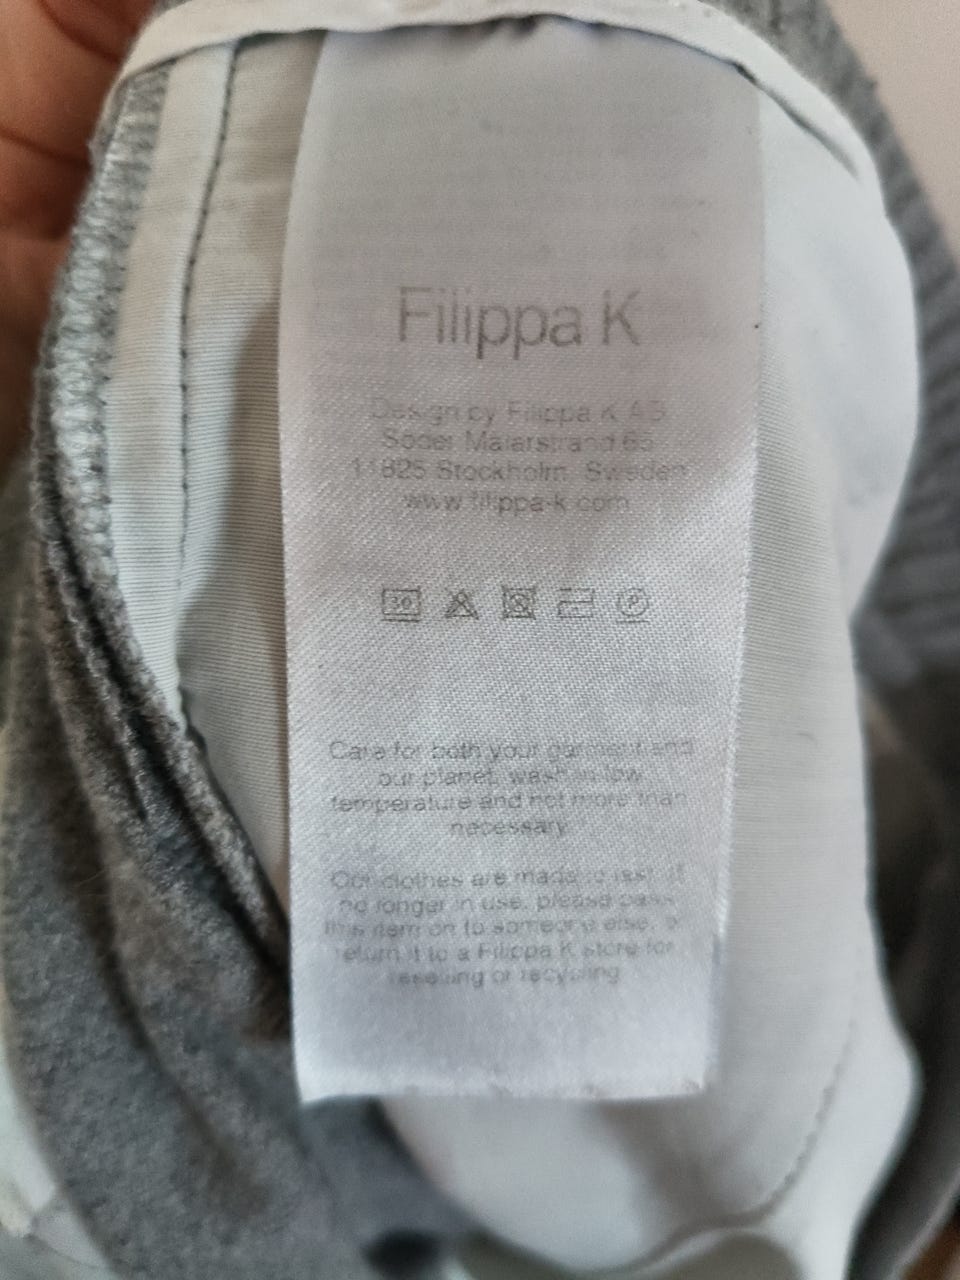 Filippa K
Design by Filippa K AB
Söder Mälarstrand 65
11825 Stockholm, Sweden
www.filippa-k.com
30
P
Care for both your garment and
our planet, wash in low
temperature and not more than
necessary.
Our clothes are made to last. If
no longer in use, please pass
this item on to someone else, or
return it to a Filippa K store for
reselling or recycling.